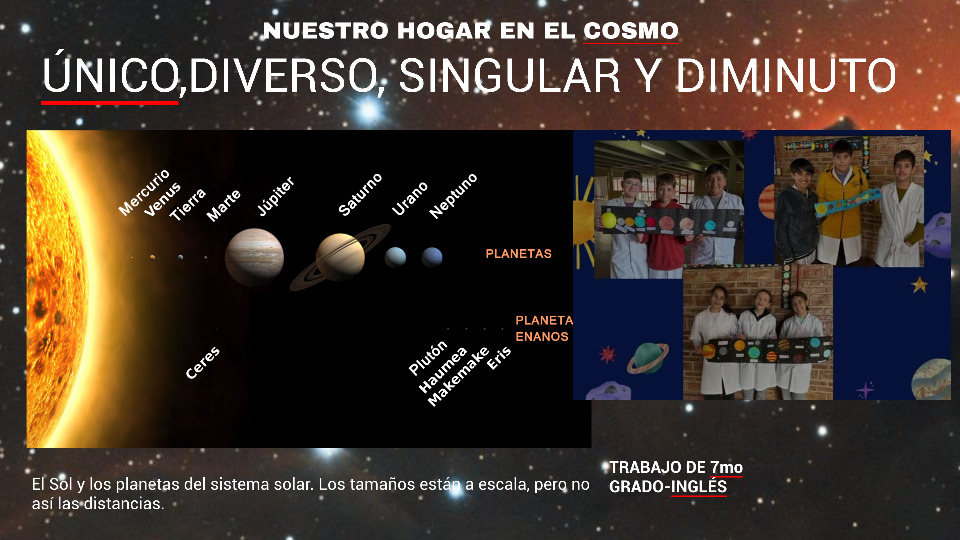 NUESTRO HOGAR EN EL COSMO
ÚNICO,DIVERSO, SINGULAR Y DIMINUTO
Mercurio
Venus
Tierra
Marte
Júpiter
Saturno
Urano
Neptuno
PLANETAS
PLANETA
ENANOS
Ceres
Plutón
Haumea
Makemake
Eris
El Sol y los planetas del sistema solar. Los tamaños están a escala, pero no
así las distancias.
TRABAJO DE 7mo
GRADO-INGLÉS